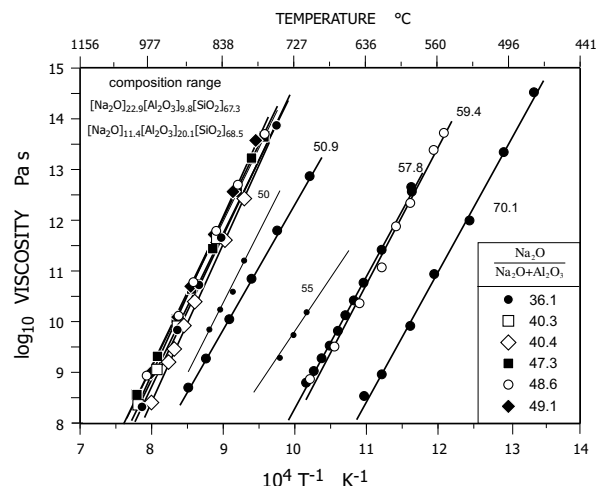 TEMPERATURE °C
1156 977 838 727 636 560 496 441
composition range
[Na₂O]₂₂.₉[Al₂O₃]₉.₈[SiO₂]₆₇.₃
[Na₂O]₁₁.₄[Al₂O₃]₂₀.₁[SiO₂]₆₈.₅
50.9
50
55
59.4
57.8
70.1
log₁₀ VISCOSITY Pa s
15
14
13
12
11
10
9
8
Na₂O
Na₂O+Al₂O₃
36.1
40.3
40.4
47.3
48.6
49.1
7 8 9 10 11 12 13 14
10⁴ T⁻¹ K⁻¹